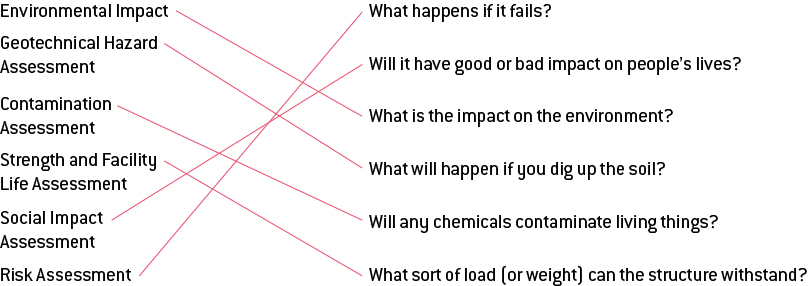 Environmental Impact
What happens if it fails?
Geotechnical Hazard
Assessment
Will it have good or bad impact on people’s lives?
Contamination
Assessment
What is the impact on the environment?
Strength and Facility
Life Assessment
What will happen if you dig up the soil?
Social Impact
Assessment
Will any chemicals contaminate living things?
Risk Assessment
What sort of load (or weight) can the structure withstand?